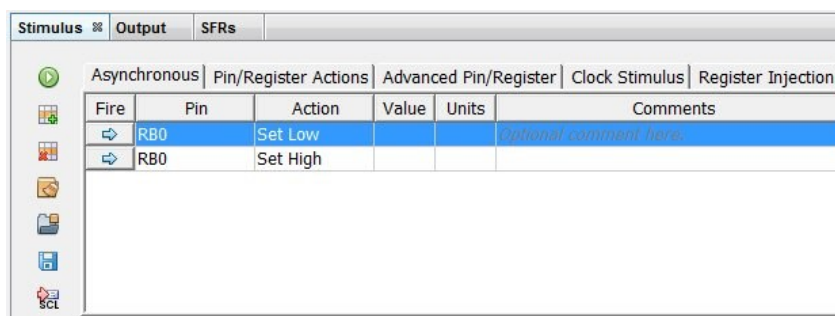 Stimulus Output SFRs
Asynchronous Pin/Register Actions Advanced Pin/Register Clock Stimulus Register Injection
Fire Pin Action Value Units Comments
RB0 Set Low Optional comment here.
RB0 Set High
SCL